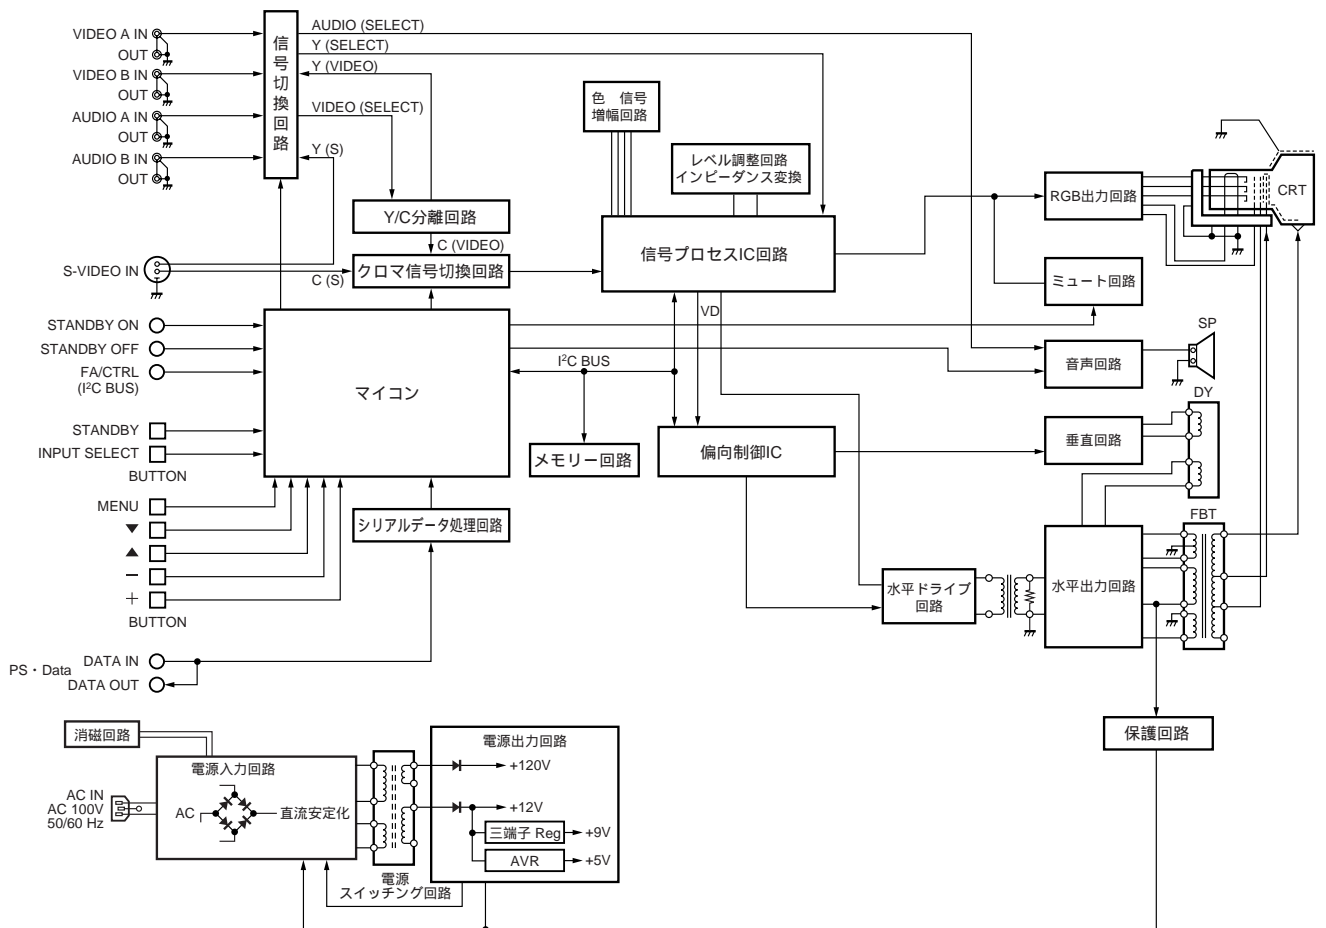 VIDEO A IN
OUT
VIDEO B IN
OUT
AUDIO A IN
OUT
AUDIO B IN
OUT
信号切換回路
AUDIO (SELECT)
Y (SELECT)
Y (VIDEO)
VIDEO (SELECT)
Y (S)
Y/C分離回路
C (VIDEO)
S-VIDEO IN
C (S)
クロマ信号切換回路
色 信号
増幅回路
レベル調整回路
インピーダンス変換
信号プロセスIC回路
RGB出力回路
CRT
ミュート回路
VD
STANDBY ON
STANDBY OFF
FA/CTRL
(I²C BUS)
マイコン
I²C BUS
音声回路
SP
DY
STANDBY
INPUT SELECT
BUTTON
メモリー回路
偏向制御IC
垂直回路
MENU
▼
▲
−
+
BUTTON
シリアルデータ処理回路
FBT
水平ドライブ
回路
水平出力回路
PS・Data
DATA IN
DATA OUT
保護回路
消磁回路
電源入力回路
AC IN
AC 100V
50/60 Hz
AC
直流安定化
電源
スイッチング回路
電源出力回路
+120V
+12V
三端子 Reg
+9V
AVR
+5V